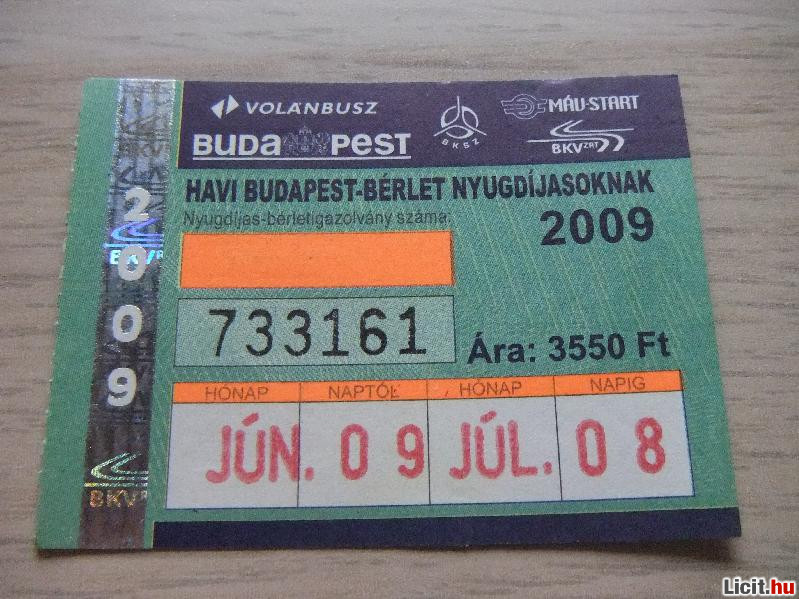 VOLÁNBUSZ
BUDAPEST
BKSZ
MÁV-START
BKV ZRT
HAVI BUDAPEST-BÉRLET NYUGDÍJASOKNAK
Nyugdíjas-bérletigazolvány száma:
2009
733161
Ára: 3550 Ft
HÓNAP NAPTÓL HÓNAP NAPIG
JÚN. 09 JÚL. 08
2009
BKV
BKV
Licit.hu